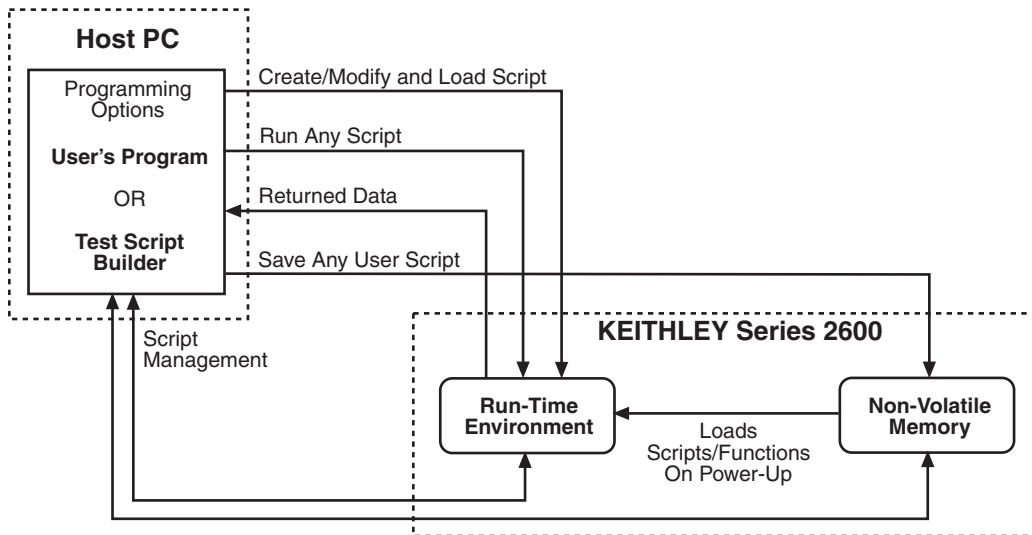 Host PC
Programming
Options
User's Program
OR
Test Script
Builder
Create/Modify and Load Script
Run Any Script
Returned Data
Save Any User Script
Script
Management
KEITHLEY Series 2600
Run-Time
Environment
Non-Volatile
Memory
Loads
Scripts/Functions
On Power-Up